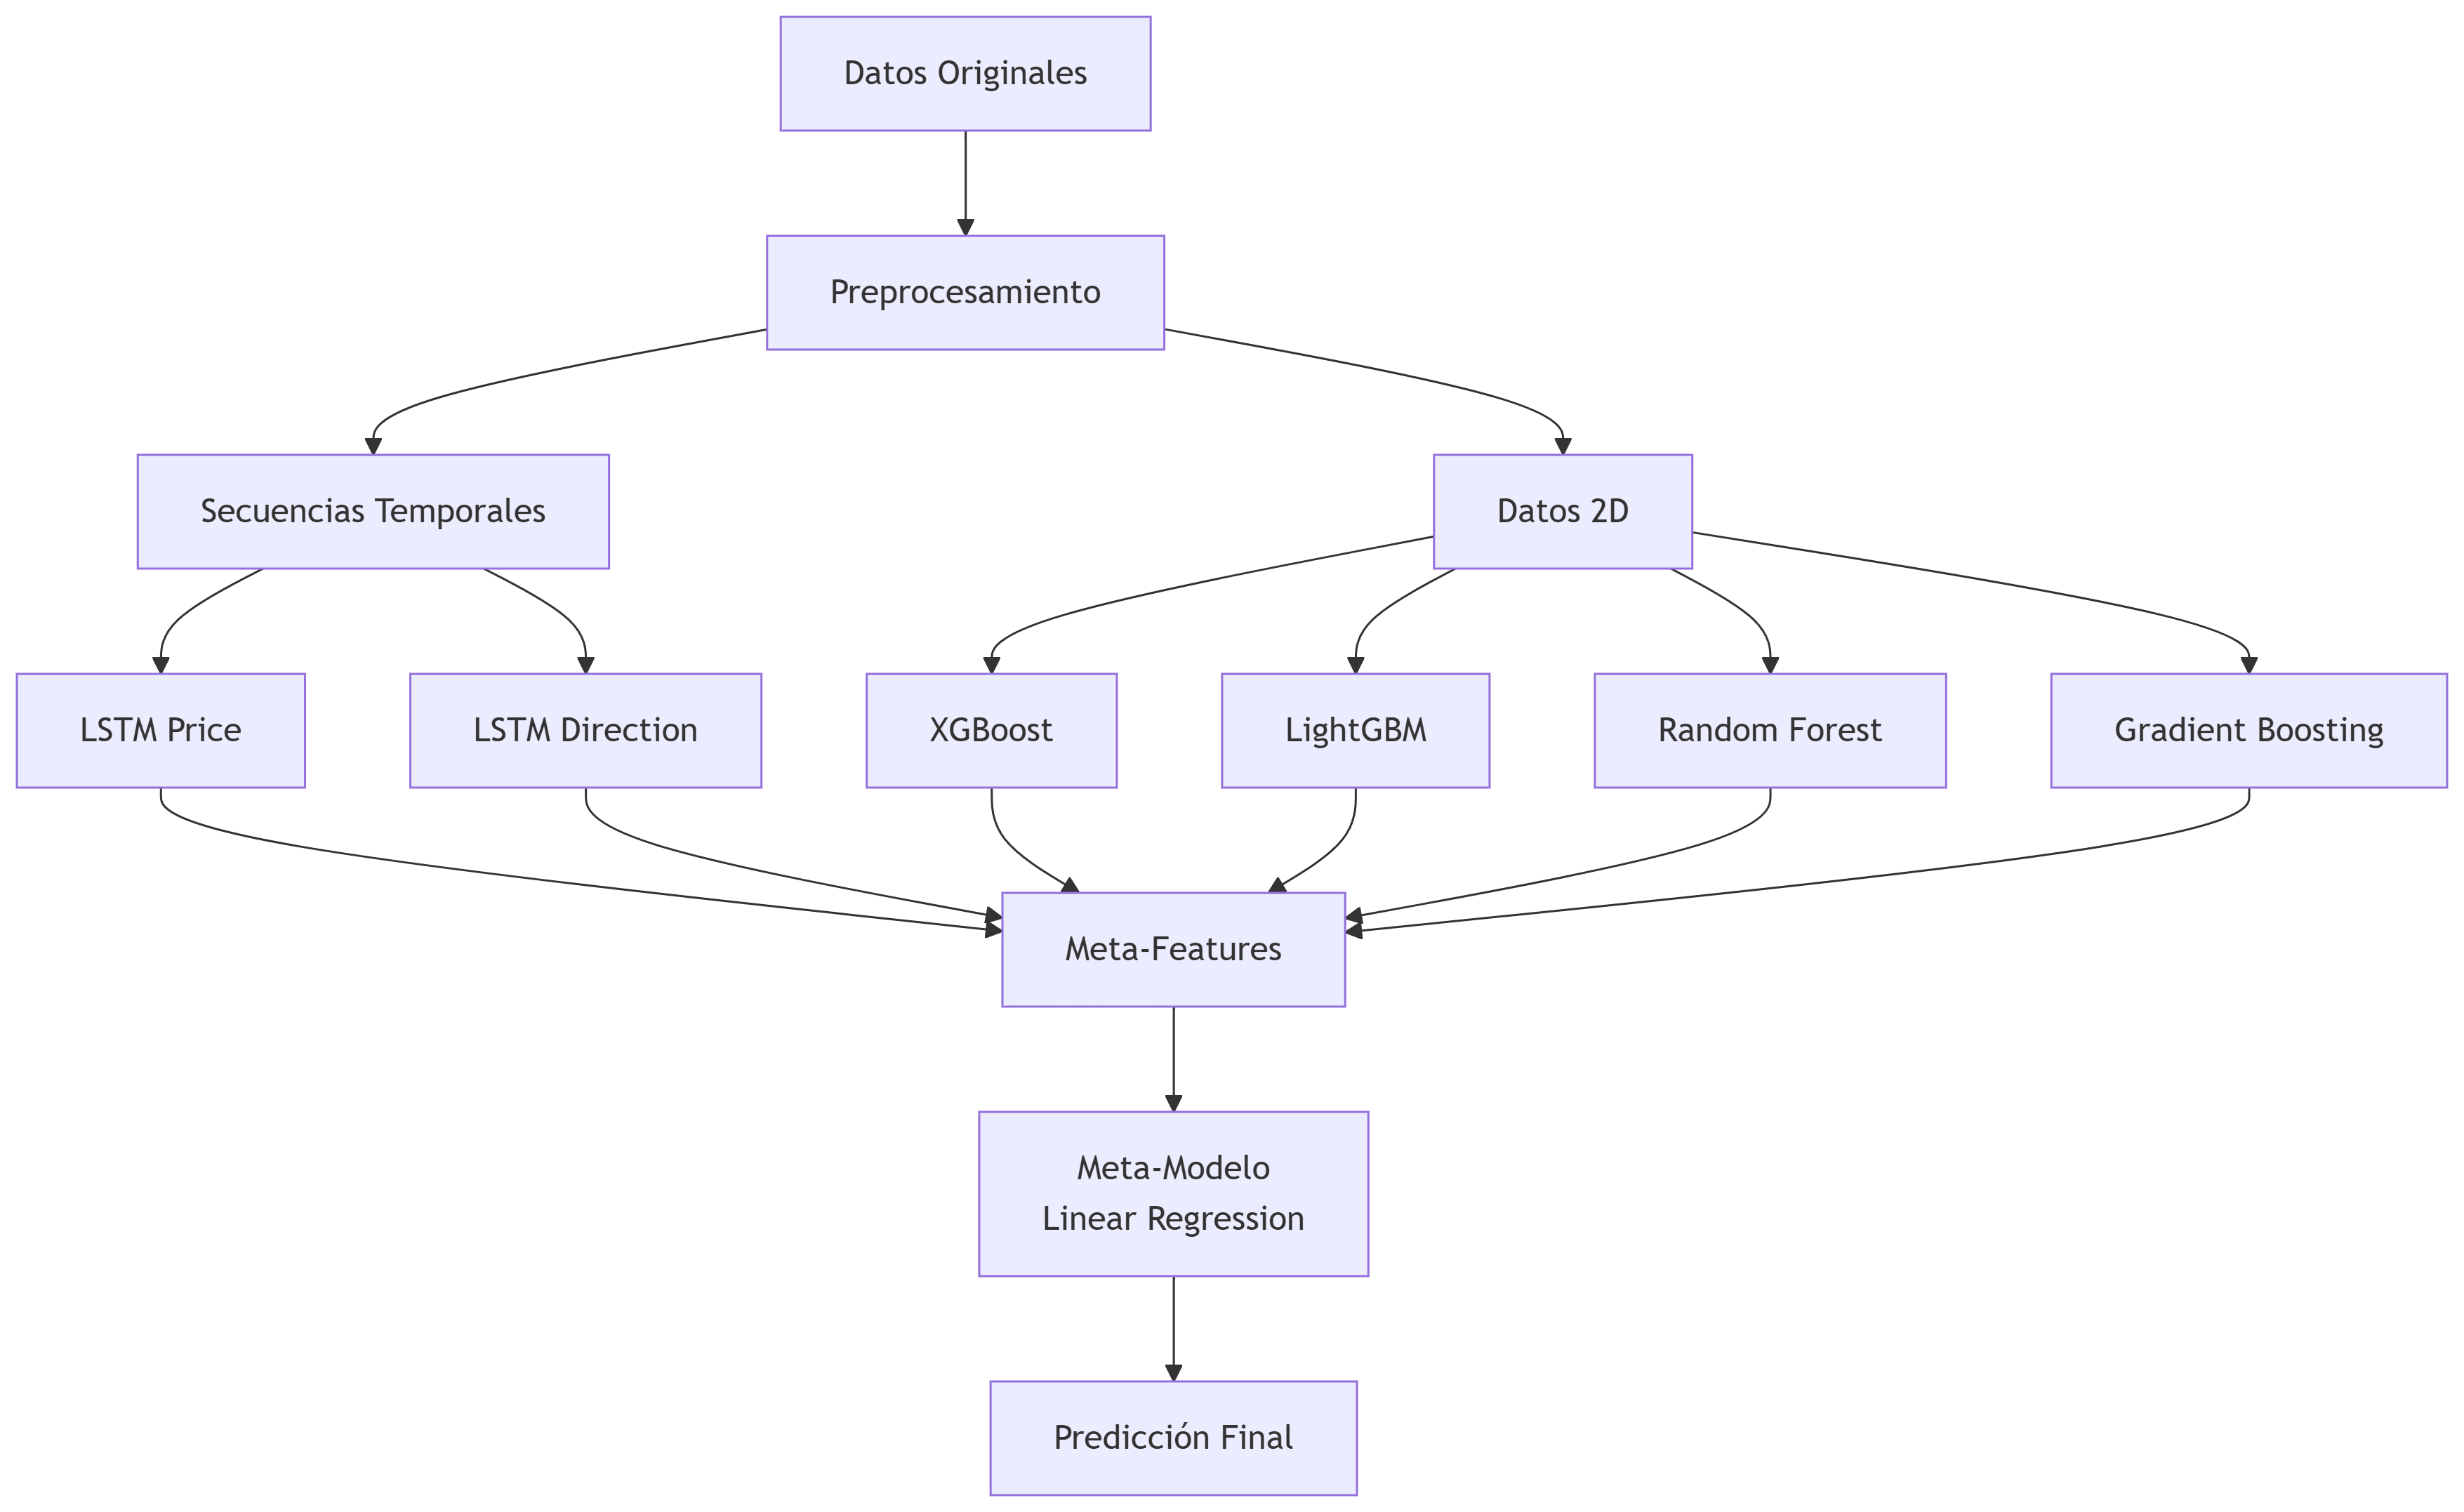 Datos Originales
Preprocesamiento
Secuencias Temporales
Datos 2D
LSTM Price
LSTM Direction
XGBoost
LightGBM
Random Forest
Gradient Boosting
Meta-Features
Meta-Modelo
Linear Regression
Predicción Final